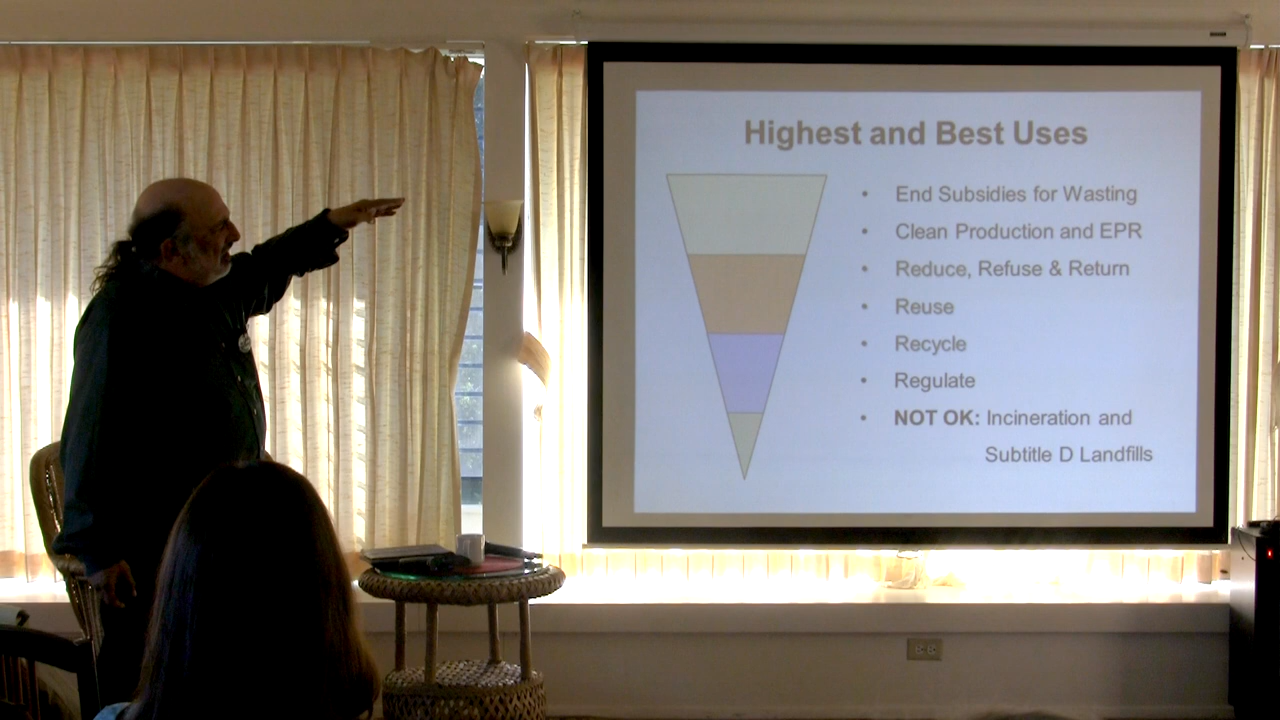 Highest and Best Uses
• End Subsidies for Wasting
• Clean Production and EPR
• Reduce, Refuse & Return
• Reuse
• Recycle
• Regulate
• NOT OK: Incineration and
Subtitle D Landfills